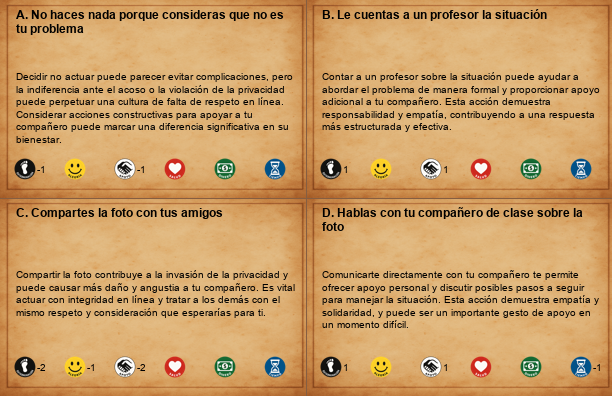 A. No haces nada porque consideras que no es
tu problema
Decidir no actuar puede parecer evitar complicaciones, pero
la indiferencia ante el acoso o la violación de la privacidad
puede perpetuar una cultura de falta de respeto en línea.
Considerar acciones constructivas para apoyar a tu
compañero puede marcar una diferencia significativa en su
bienestar.
-1 -1
B. Le cuentas a un profesor la situación
Contar a un profesor sobre la situación puede ayudar a
abordar el problema de manera formal y proporcionar apoyo
adicional a tu compañero. Esta acción demuestra
responsabilidad y empatía, contribuyendo a una respuesta
más estructurada y efectiva.
1 1
C. Compartes la foto con tus amigos
Compartir la foto contribuye a la invasión de la privacidad y
puede causar más daño y angustia a tu compañero. Es vital
actuar con integridad en línea y tratar a los demás con el
mismo respeto y consideración que esperarías para ti.
-2 -1 -2
D. Hablas con tu compañero de clase sobre la
foto
Comunicarte directamente con tu compañero te permite
ofrecer apoyo personal y discutir posibles pasos a seguir
para manejar la situación. Esta acción demuestra empatía y
solidaridad, y puede ser un importante gesto de apoyo en
un momento difícil.
1 1 -1